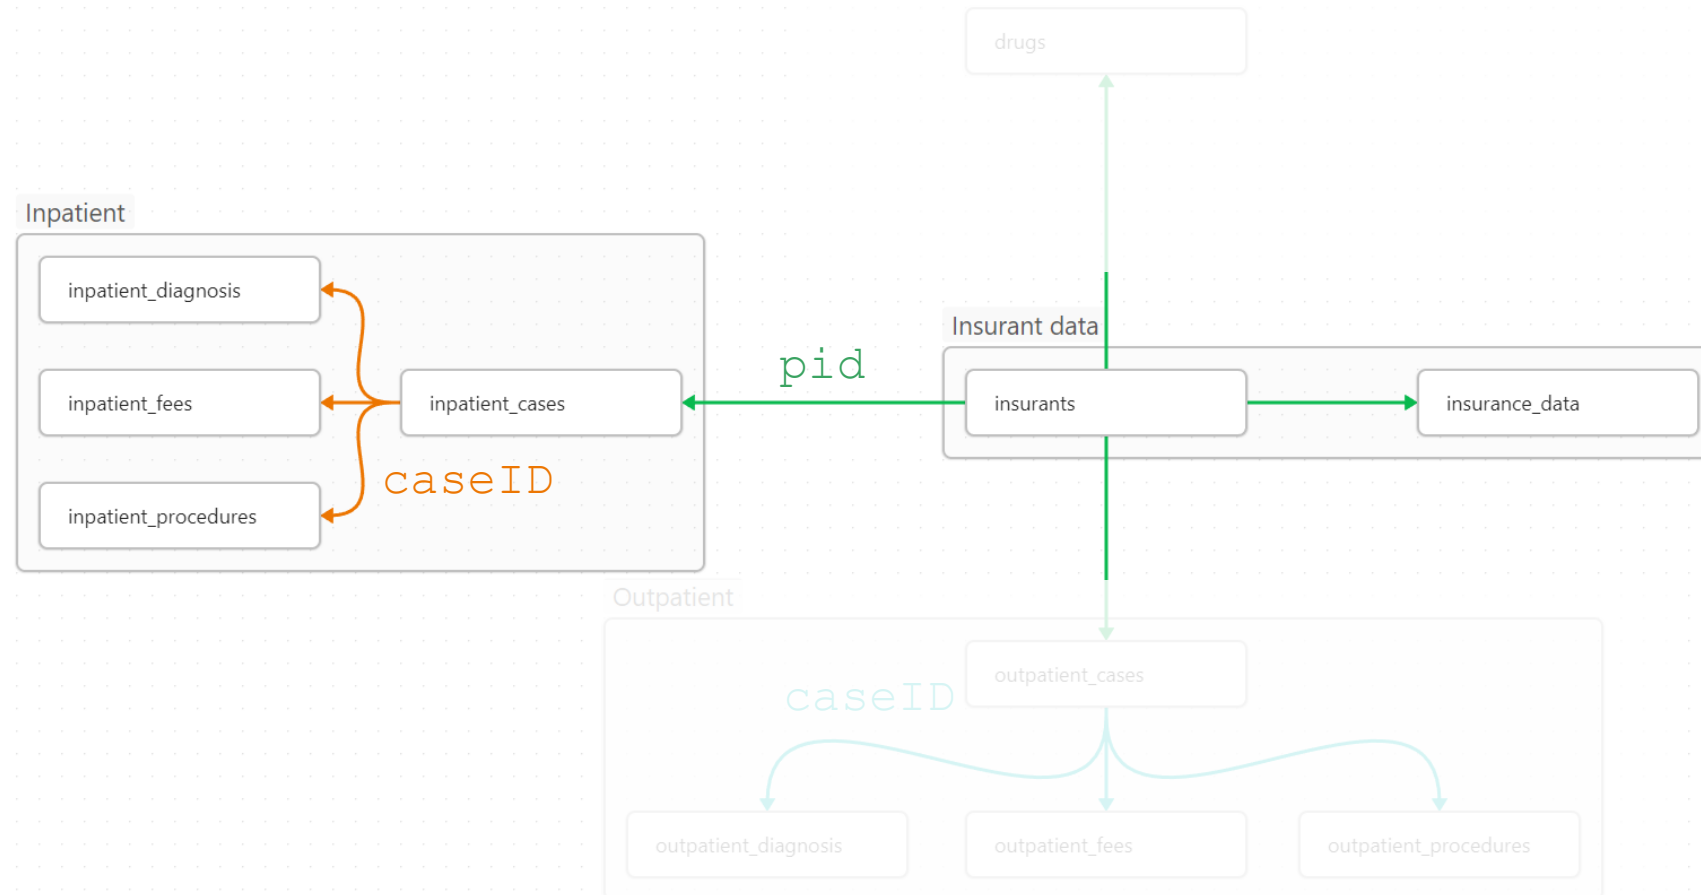 drugs
Inpatient
inpatient_diagnosis
Insurant data
pid
inpatient_fees
inpatient_cases
insurants
insurance_data
caseID
inpatient_procedures
Outpatient
outpatient_cases
caseID
outpatient_diagnosis
outpatient_fees
outpatient_procedures